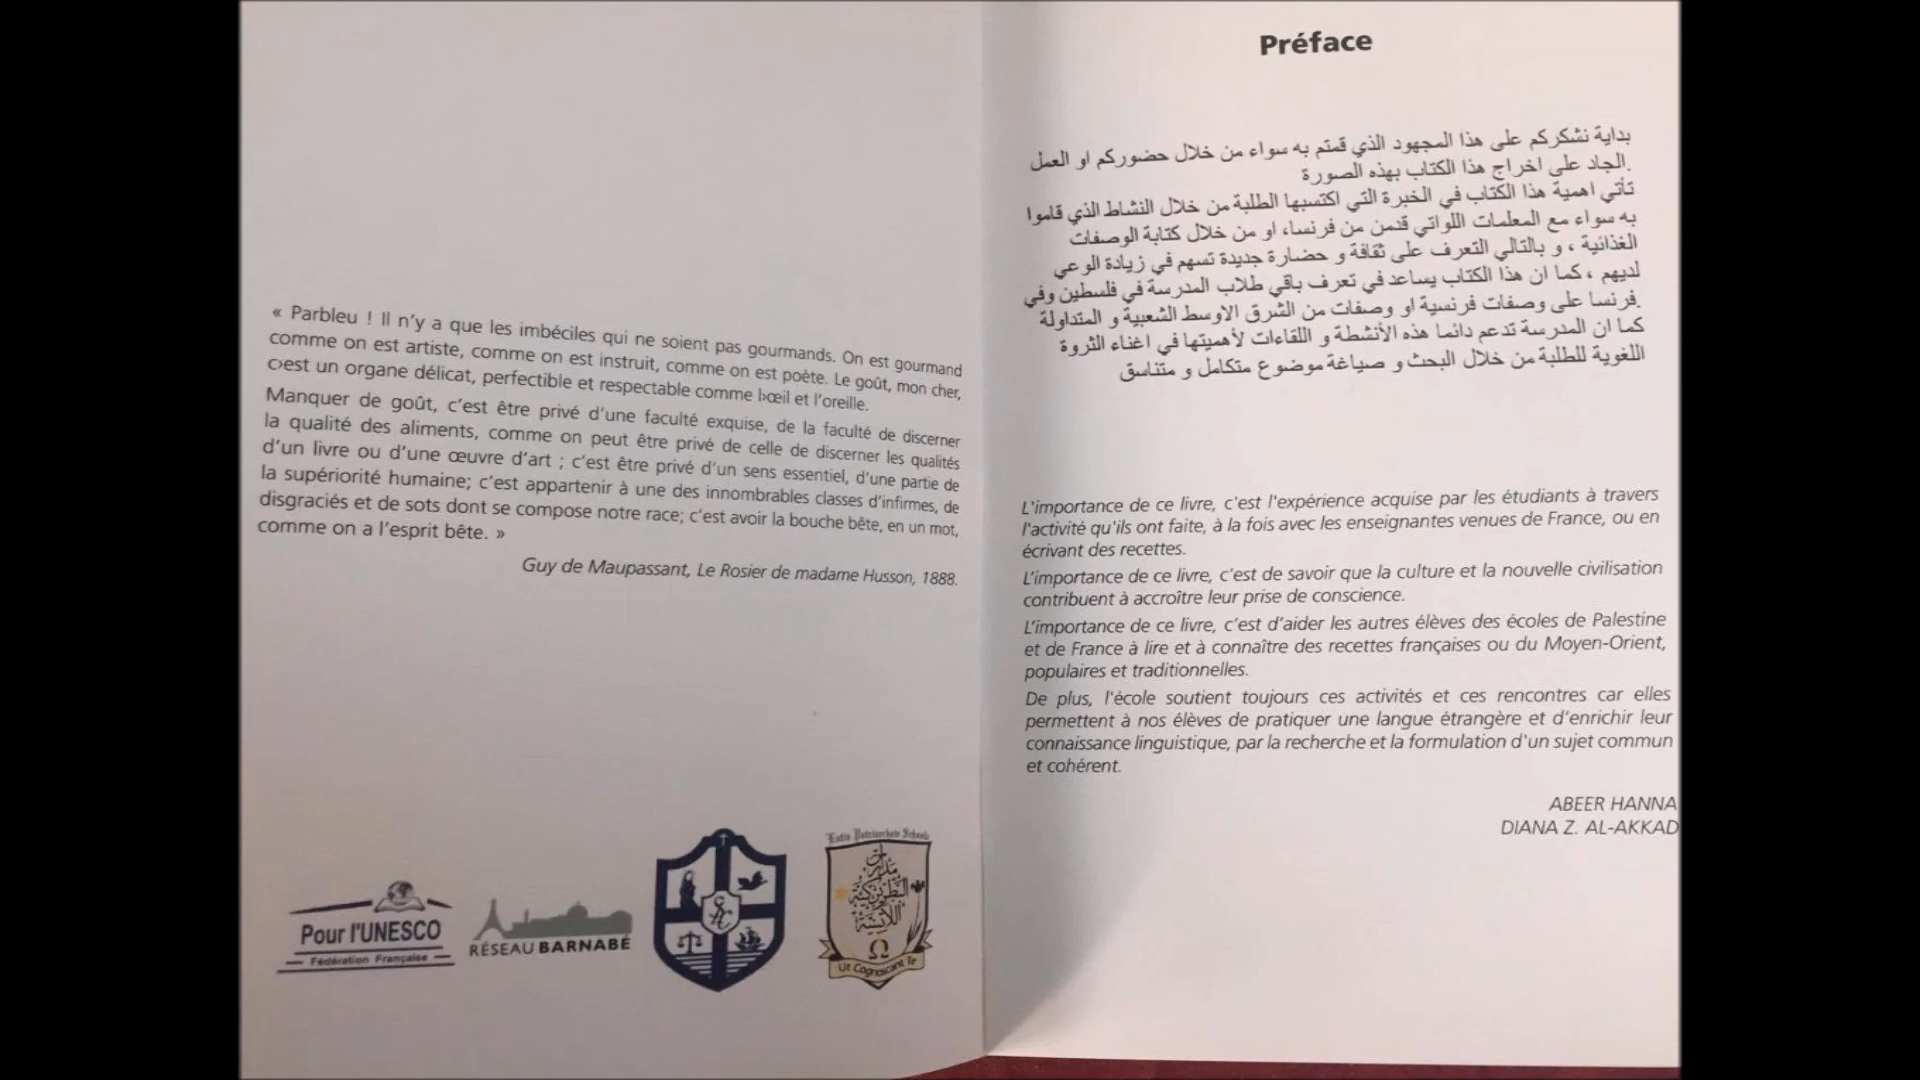 « Parbleu ! Il n’y a que les imbéciles qui ne soient pas gourmands. On est gourmand
comme on est artiste, comme on est instruit, comme on est poète. Le goût, mon cher,
c›est un organe délicat, perfectible et respectable comme l›œil et l’oreille.
Manquer de goût, c’est être privé d’une faculté exquise, de la faculté de discerner
la qualité des aliments, comme on peut être privé de celle de discerner les qualités
d’un livre ou d’une œuvre d’art ; c’est être privé d’un sens essentiel, d’une partie de
la supériorité humaine; c’est appartenir à une des innombrables classes d’infirmes, de
disgraciés et de sots dont se compose notre race; c’est avoir la bouche bête, en un mot,
comme on a l’esprit bête. »
Guy de Maupassant, Le Rosier de madame Husson, 1888.
Pour l'UNESCO
Fédération Française
RÉSEAU BARNABÉ
Latin Patriarchate Schools
مدارس
البطريركية
اللاتينية
Ω
Ut Cognoscant Te
Préface
بداية نشكركم على هذا المجهود الذي قمتم به سواء من خلال حضوركم او العمل
.الجاد على اخراج هذا الكتاب بهذه الصورة
تأتي اهمية هذا الكتاب في الخبرة التي اكتسبها الطلبة من خلال النشاط الذي قاموا
به سواء مع المعلمات اللواتي قدمن من فرنسا، او من خلال كتابة الوصفات
الغذائية ، و بالتالي التعرف على ثقافة و حضارة جديدة تسهم في زيادة الوعي
لديهم ، كما ان هذا الكتاب يساعد في تعرف باقي طلاب المدرسة في فلسطين وفي
.فرنسا على وصفات فرنسية او وصفات من الشرق الاوسط الشعبية و المتداولة
كما ان المدرسة تدعم دائما هذه الأنشطة و اللقاءات لأهميتها في اغناء الثروة
اللغوية للطلبة من خلال البحث و صياغة موضوع متكامل و متناسق
L'importance de ce livre, c'est l'expérience acquise par les étudiants à travers
l'activité qu'ils ont faite, à la fois avec les enseignantes venues de France, ou en
écrivant des recettes.
L’importance de ce livre, c’est de savoir que la culture et la nouvelle civilisation
contribuent à accroître leur prise de conscience.
L’importance de ce livre, c’est d’aider les autres élèves des écoles de Palestine
et de France à lire et à connaître des recettes françaises ou du Moyen-Orient,
populaires et traditionnelles.
De plus, l'école soutient toujours ces activités et ces rencontres car elles
permettent à nos élèves de pratiquer une langue étrangère et d’enrichir leur
connaissance linguistique, par la recherche et la formulation d'un sujet commun
et cohérent.
ABEER HANNA
DIANA Z. AL-AKKAD